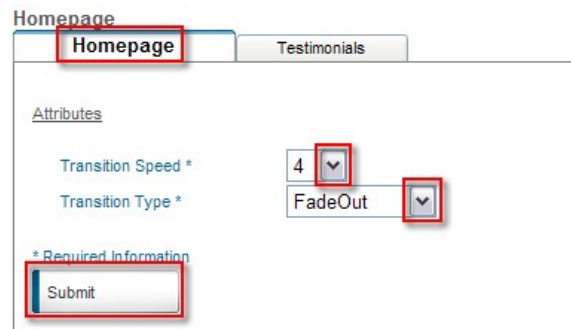 Homepage
Homepage Testimonials
Attributes
Transition Speed * 4
Transition Type * FadeOut
* Required Information
Submit